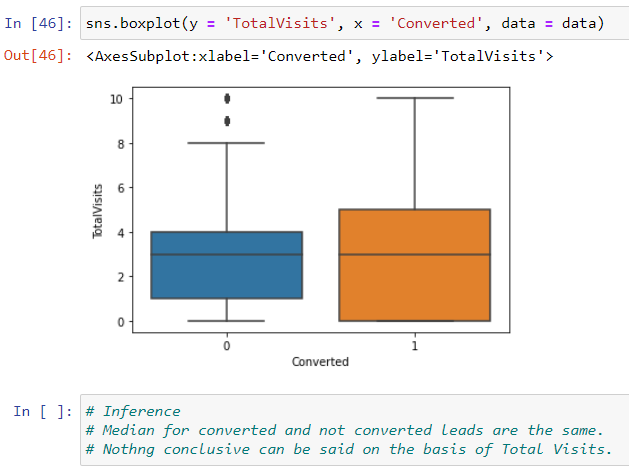 In [46]: sns.boxplot(y = 'TotalVisits', x = 'Converted', data = data)
Out[46]: <AxesSubplot:xlabel='Converted', ylabel='TotalVisits'>
10
8
6
4
2
0
TotalVisits
0 1
Converted
In [ ]: # Inference
# Median for converted and not converted leads are the same.
# Nothng conclusive can be said on the basis of Total Visits.